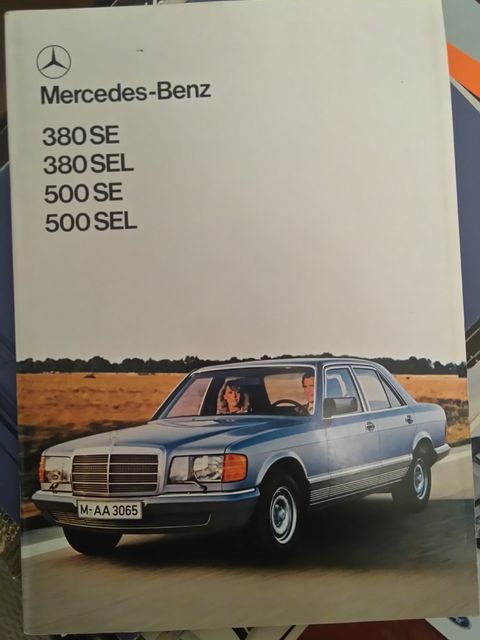 Mercedes-Benz
380 SE
380 SEL
500 SE
500 SEL
M-AA 3065